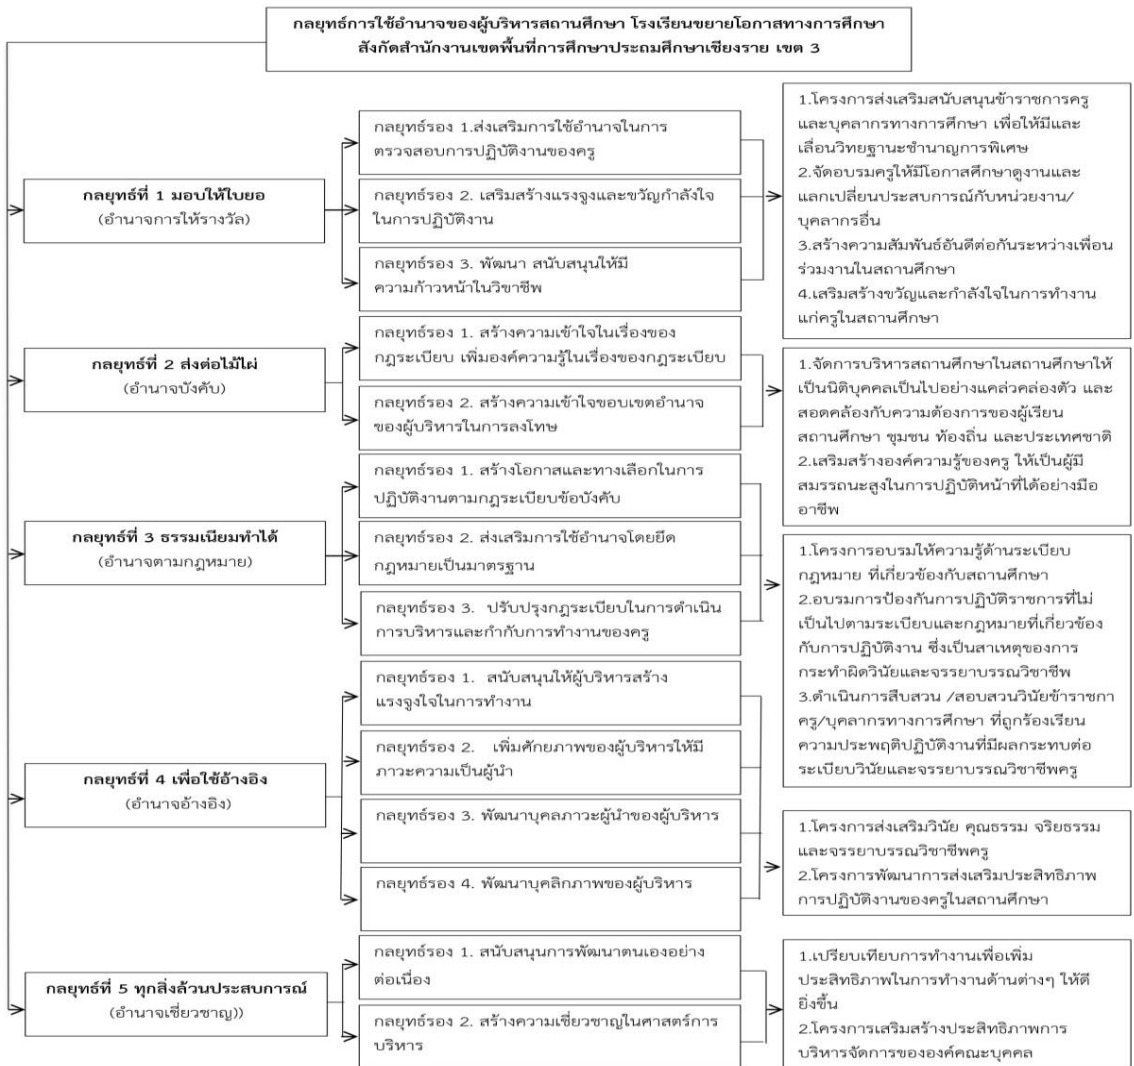 กลยุทธ์การใช้อำนาจของผู้บริหารสถานศึกษา โรงเรียนขยายโอกาสทางการศึกษา
สังกัดสำนักงานเขตพื้นที่การศึกษาประถมศึกษาเชียงราย เขต 3
กลยุทธ์ที่ 1 มอบให้ใบยอ
(อำนาจการให้รางวัล)
กลยุทธ์รอง 1.ส่งเสริมการใช้อำนาจในการ
ตรวจสอบการปฏิบัติงานของครู
กลยุทธ์รอง 2. เสริมสร้างแรงจูงและขวัญกำลังใจ
ในการปฏิบัติงาน
กลยุทธ์รอง 3. พัฒนา สนับสนุนให้มี
ความก้าวหน้าในวิชาชีพ
1.โครงการส่งเสริมสนับสนุนข้าราชการครู
และบุคลากรทางการศึกษา เพื่อให้มีและ
เลื่อนวิทยฐานะชำนาญการพิเศษ
2.จัดอบรมครูให้มีโอกาสศึกษาดูงานและ
แลกเปลี่ยนประสบการณ์กับหน่วยงาน/
บุคลากรอื่น
3.สร้างความสัมพันธ์อันดีต่อกันระหว่างเพื่อน
ร่วมงานในสถานศึกษา
4.เสริมสร้างขวัญและกำลังใจในการทำงาน
แก่ครูในสถานศึกษา
กลยุทธ์ที่ 2 ส่งต่อไม้ไผ่
(อำนาจบังคับ)
กลยุทธ์รอง 1. สร้างความเข้าใจในเรื่องของ
กฎระเบียบ เพิ่มองค์ความรู้ในเรื่องของกฎระเบียบ
กลยุทธ์รอง 2. สร้างความเข้าใจขอบเขตอำนาจ
ของผู้บริหารในการลงโทษ
1.จัดการบริหารสถานศึกษาในสถานศึกษาให้
เป็นนิติบุคคลเป็นไปอย่างแคล่วคล่องตัว และ
สอดคล้องกับความต้องการของผู้เรียน
สถานศึกษา ชุมชน ท้องถิ่น และประเทศชาติ
2.เสริมสร้างองค์ความรู้ของครู ให้เป็นผู้มี
สมรรถนะสูงในการปฏิบัติหน้าที่ได้อย่างมือ
อาชีพ
กลยุทธ์ที่ 3 ธรรมเนียมทำได้
(อำนาจตามกฎหมาย)
กลยุทธ์รอง 1. สร้างโอกาสและทางเลือกในการ
ปฏิบัติงานตามกฎระเบียบข้อบังคับ
กลยุทธ์รอง 2. ส่งเสริมการใช้อำนาจโดยยึด
กฎหมายเป็นมาตรฐาน
กลยุทธ์รอง 3. ปรับปรุงกฎระเบียบในการดำเนิน
การบริหารและกำกับการทำงานของครู
1.โครงการอบรมให้ความรู้ด้านระเบียบ
กฎหมาย ที่เกี่ยวข้องกับสถานศึกษา
2.อบรมการป้องกันการปฏิบัติราชการที่ไม่
เป็นไปตามระเบียบและกฎหมายที่เกี่ยวข้อง
กับการปฏิบัติงาน ซึ่งเป็นสาเหตุของการ
กระทำผิดวินัยและจรรยาบรรณวิชาชีพ
3.ดำเนินการสืบสวน /สอบสวนวินัยข้าราชกา
ครู/บุคลากรทางการศึกษา ที่ถูกร้องเรียน
ความประพฤติปฏิบัติงานที่มีผลกระทบต่อ
ระเบียบวินัยและจรรยาบรรณวิชาชีพครู
กลยุทธ์ที่ 4 เพื่อใช้อ้างอิง
(อำนาจอ้างอิง)
กลยุทธ์รอง 1. สนับสนุนให้ผู้บริหารสร้าง
แรงจูงใจในการทำงาน
กลยุทธ์รอง 2. เพิ่มศักยภาพของผู้บริหารให้มี
ภาวะความเป็นผู้นำ
กลยุทธ์รอง 3. พัฒนาบุคลภาวะผู้นำของผู้บริหาร
กลยุทธ์รอง 4. พัฒนาบุคลิกภาพของผู้บริหาร
1.โครงการส่งเสริมวินัย คุณธรรม จริยธรรม
และจรรยาบรรณวิชาชีพครู
2.โครงการพัฒนาการส่งเสริมประสิทธิภาพ
การปฏิบัติงานของครูในสถานศึกษา
กลยุทธ์ที่ 5 ทุกสิ่งล้วนประสบการณ์
(อำนาจเชี่ยวชาญ))
กลยุทธ์รอง 1. สนับสนุนการพัฒนาตนเองอย่าง
ต่อเนื่อง
กลยุทธ์รอง 2. สร้างความเชี่ยวชาญในศาสตร์การ
บริหาร
1.เปรียบเทียบการทำงานเพื่อเพิ่ม
ประสิทธิภาพในการทำงานด้านต่างๆ ให้ดี
ยิ่งขึ้น
2.โครงการเสริมสร้างประสิทธิภาพการ
บริหารจัดการขององค์คณะบุคคล